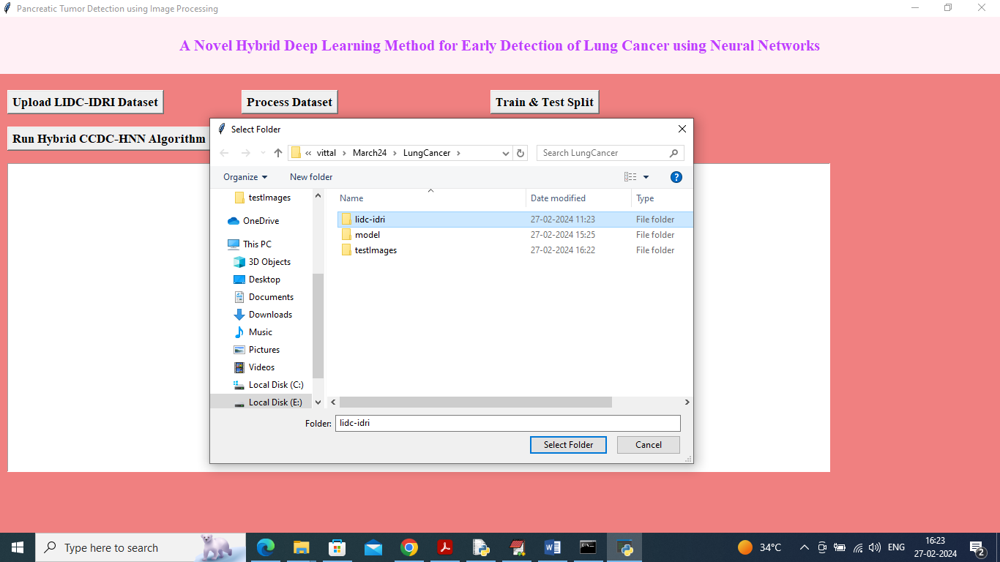 Pancreatic Tumor Detection using Image Processing
A Novel Hybrid Deep Learning Method for Early Detection of Lung Cancer using Neural Networks
Upload LIDC-IDRI Dataset
Process Dataset
Train & Test Split
Run Hybrid CCDC-HNN Algorithm
Select Folder
« vittal › March24 › LungCancer ›
Search LungCancer
Organize
New folder
?
testImages
OneDrive
This PC
3D Objects
Desktop
Documents
Downloads
Music
Pictures
Videos
Local Disk (C:)
Local Disk (E:)
Name Date modified Type
lidc-idri 27-02-2024 11:23 File folder
model 27-02-2024 15:25 File folder
testImages 27-02-2024 16:22 File folder
Folder: lidc-idri
Select Folder
Cancel
Type here to search
34°C
ENG
16:23
27-02-2024
2